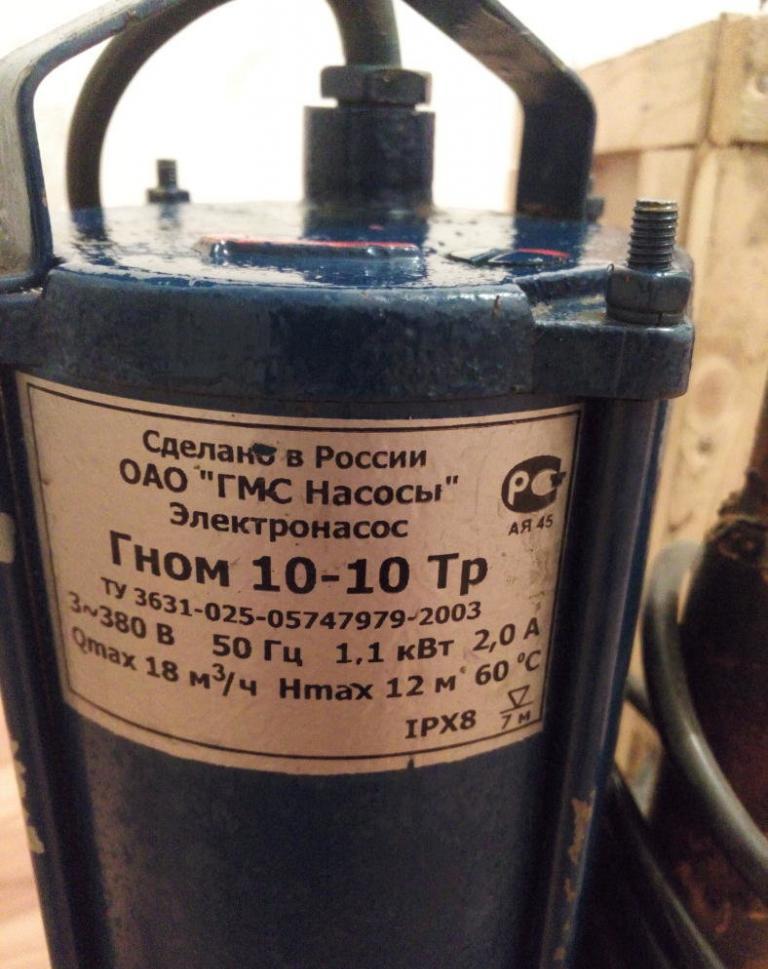 Сделано в России
ОАО "ГМС Насосы"
Электронасос
РС
АЯ 45
Гном 10-10 Тр
ТУ 3631-025-05747979-2003
3~380 В 50 Гц 1,1 кВт 2,0 А
Qmax 18 м³/ч Hmax 12 м 60 °C
IPX8 7 м